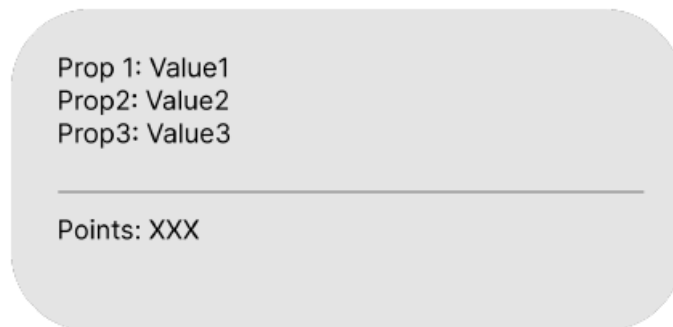 Prop 1: Value1
Prop2: Value2
Prop3: Value3
Points: XXX